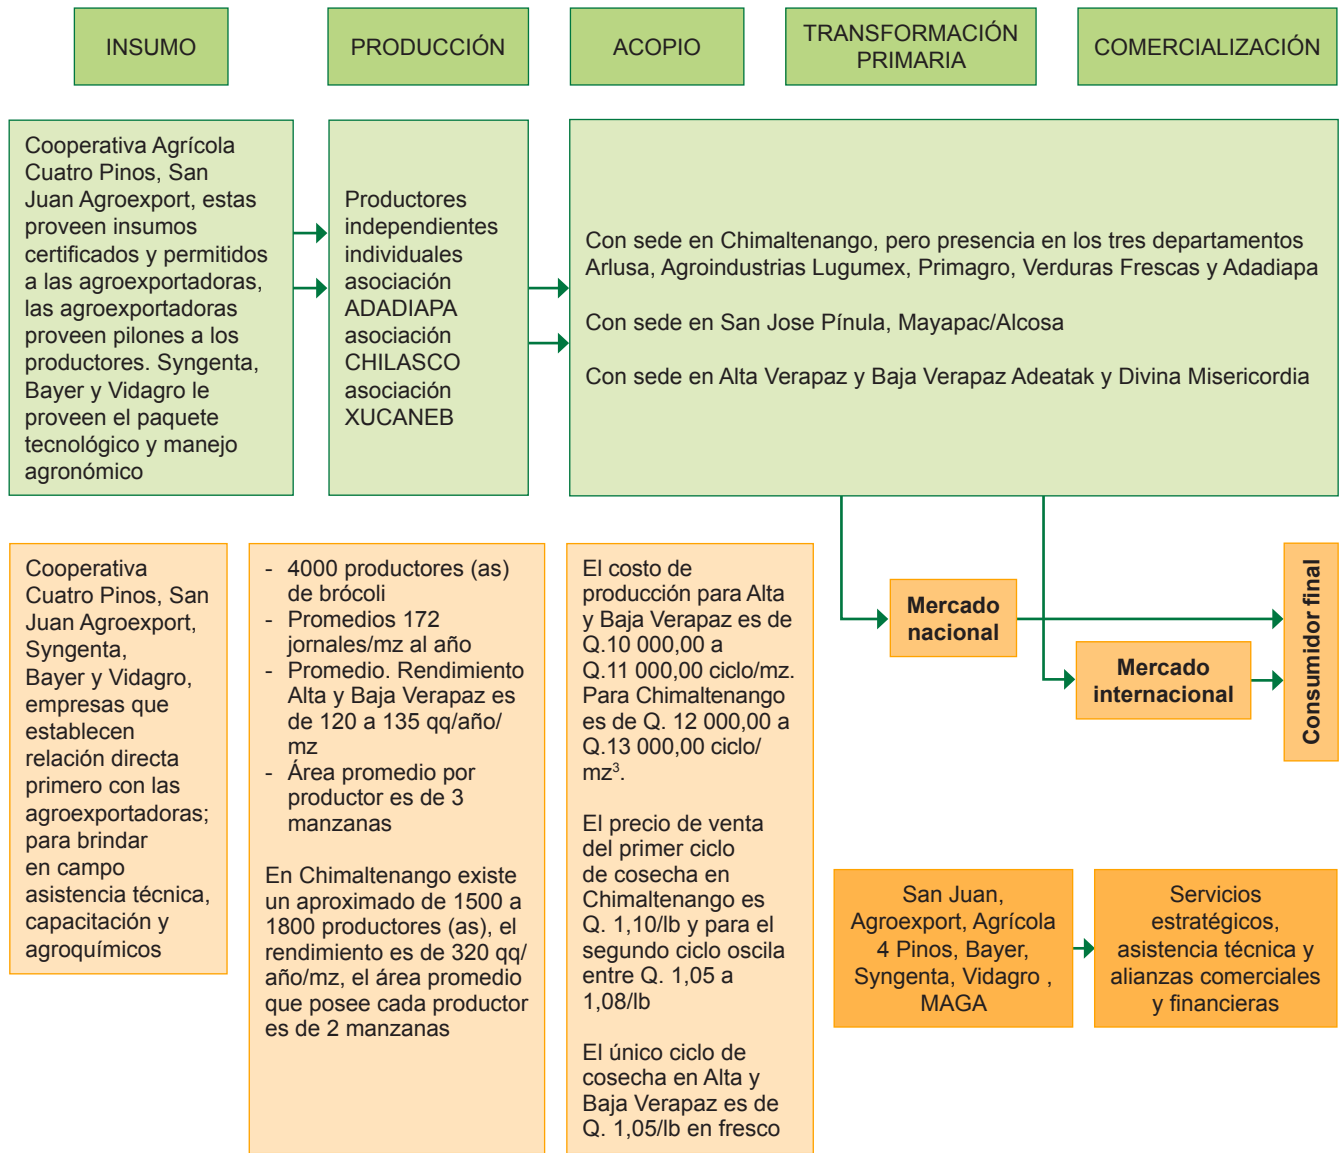 INSUMO
PRODUCCIÓN
ACOPIO
TRANSFORMACIÓN
PRIMARIA
COMERCIALIZACIÓN
Cooperativa Agrícola
Cuatro Pinos, San
Juan Agroexport, estas
proveen insumos
certificados y permitidos
a las agroexportadoras,
las agroexportadoras
proveen pilones a los
productores. Syngenta,
Bayer y Vidagro le
proveen el paquete
tecnológico y manejo
agronómico
Productores
independientes
individuales
asociación
ADADIAPA
asociación
CHILASCO
asociación
XUCANEB
Con sede en Chimaltenango, pero presencia en los tres departamentos
Arlusa, Agroindustrias Lugumex, Primagro, Verduras Frescas y Adadiapa
Con sede en San Jose Pínula, Mayapac/Alcosa
Con sede en Alta Verapaz y Baja Verapaz Adeatak y Divina Misericordia
Cooperativa
Cuatro Pinos, San
Juan Agroexport,
Syngenta,
Bayer y Vidagro,
empresas que
establecen
relación directa
primero con las
agroexportadoras;
para brindar
en campo
asistencia técnica,
capacitación y
agroquímicos
- 4000 productores (as)
de brócoli
- Promedios 172
jornales/mz al año
- Promedio. Rendimiento
Alta y Baja Verapaz es
de 120 a 135 qq/año/
mz
- Área promedio por
productor es de 3
manzanas
En Chimaltenango existe
un aproximado de 1500 a
1800 productores (as), el
rendimiento es de 320 qq/
año/mz, el área promedio
que posee cada productor
es de 2 manzanas
El costo de
producción para Alta
y Baja Verapaz es de
Q.10 000,00 a
Q.11 000,00 ciclo/mz.
Para Chimaltenango
es de Q. 12 000,00 a
Q.13 000,00 ciclo/
mz³.
El precio de venta
del primer ciclo
de cosecha en
Chimaltenango es
Q. 1,10/lb y para el
segundo ciclo oscila
entre Q. 1,05 a
1,08/lb
El único ciclo de
cosecha en Alta y
Baja Verapaz es de
Q. 1,05/lb en fresco
Mercado
nacional
Mercado
internacional
Consumidor final
San Juan,
Agroexport, Agrícola
4 Pinos, Bayer,
Syngenta, Vidagro ,
MAGA
Servicios
estratégicos,
asistencia técnica y
alianzas comerciales
y financieras